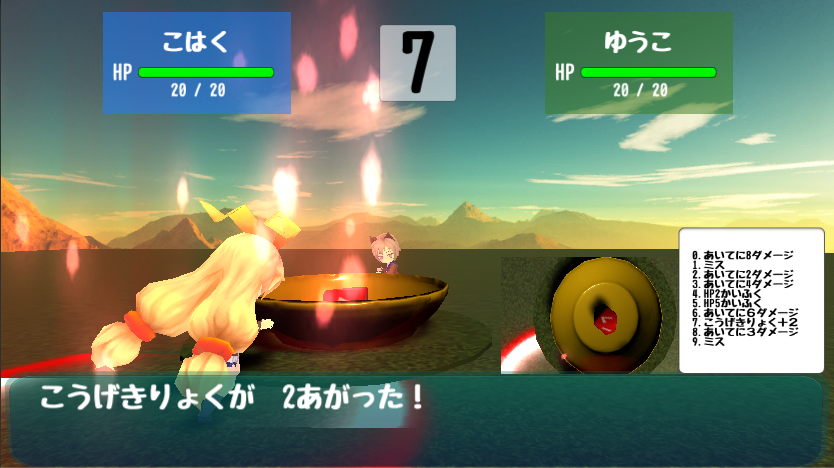 こはく
HP
20 / 20
7
ゆうこ
HP
20 / 20
0.あいてに8ダメージ
1.ミス
2.あいてに2ダメージ
3.あいてに4ダメージ
4.HP2かいふく
5.HP5かいふく
6.あいてに６ダメージ
7.こうげきりょく＋２
8.あいてに３ダメージ
9.ミス
こうげきりょくが　2あがった！